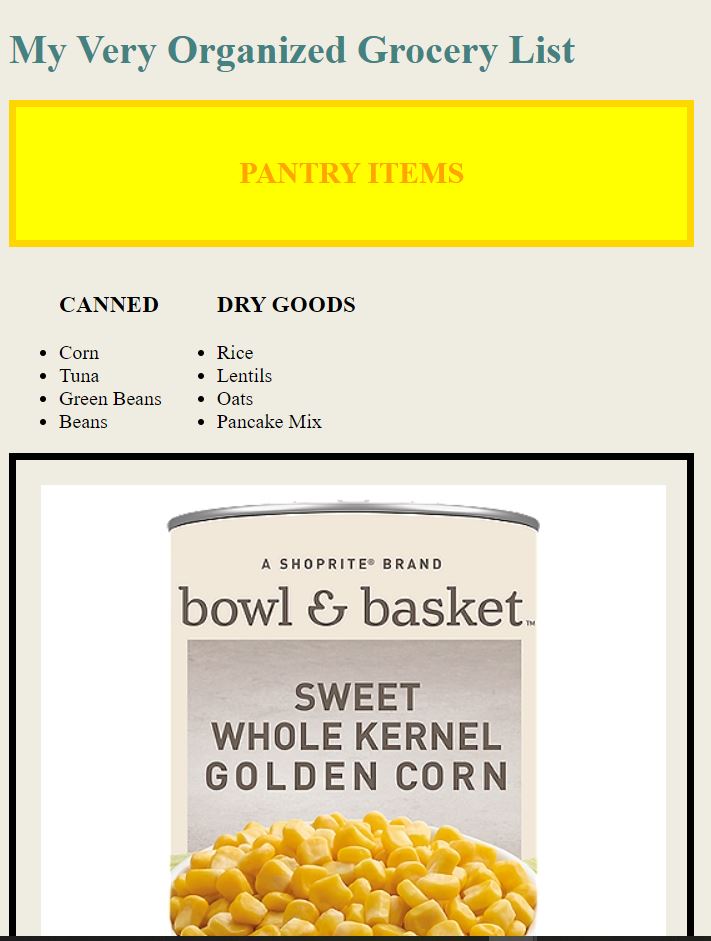 My Very Organized Grocery List
PANTRY ITEMS
CANNED
Corn
Tuna
Green Beans
Beans
DRY GOODS
Rice
Lentils
Oats
Pancake Mix
A SHOPRITE® BRAND
bowl & basket™
SWEET
WHOLE KERNEL
GOLDEN CORN